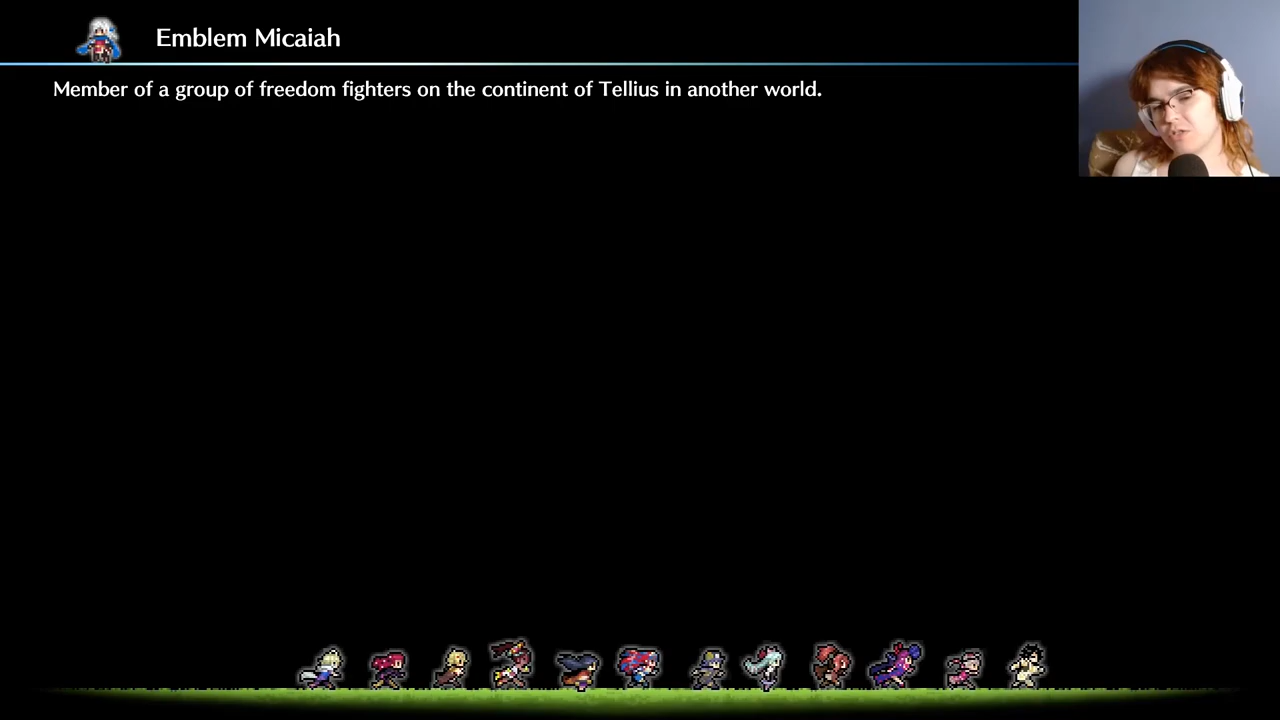 Emblem Micaiah
Member of a group of freedom fighters on the continent of Tellius in another world.